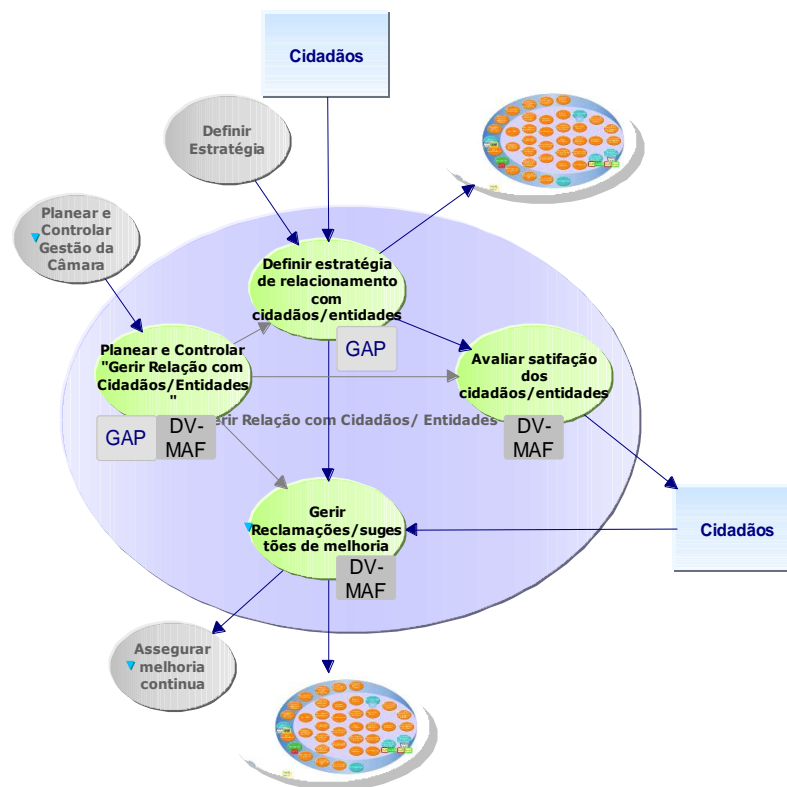 Cidadãos
Definir
Estratégia
Planear e
Controlar
Gestão da
Câmara
Definir estratégia
de relacionamento
com
cidadãos/entidades
GAP
Planear e Controlar
"Gerir Relação com
Cidadãos/Entidades
"
GAP
DV-
MAF
Avaliar satifação
dos
cidadãos/entidades
DV-
MAF
erir Relação com Cidadãos/ Entidades
Gerir
Reclamações/suges
tões de melhoria
DV-
MAF
Cidadãos
Assegurar
melhoria
continua